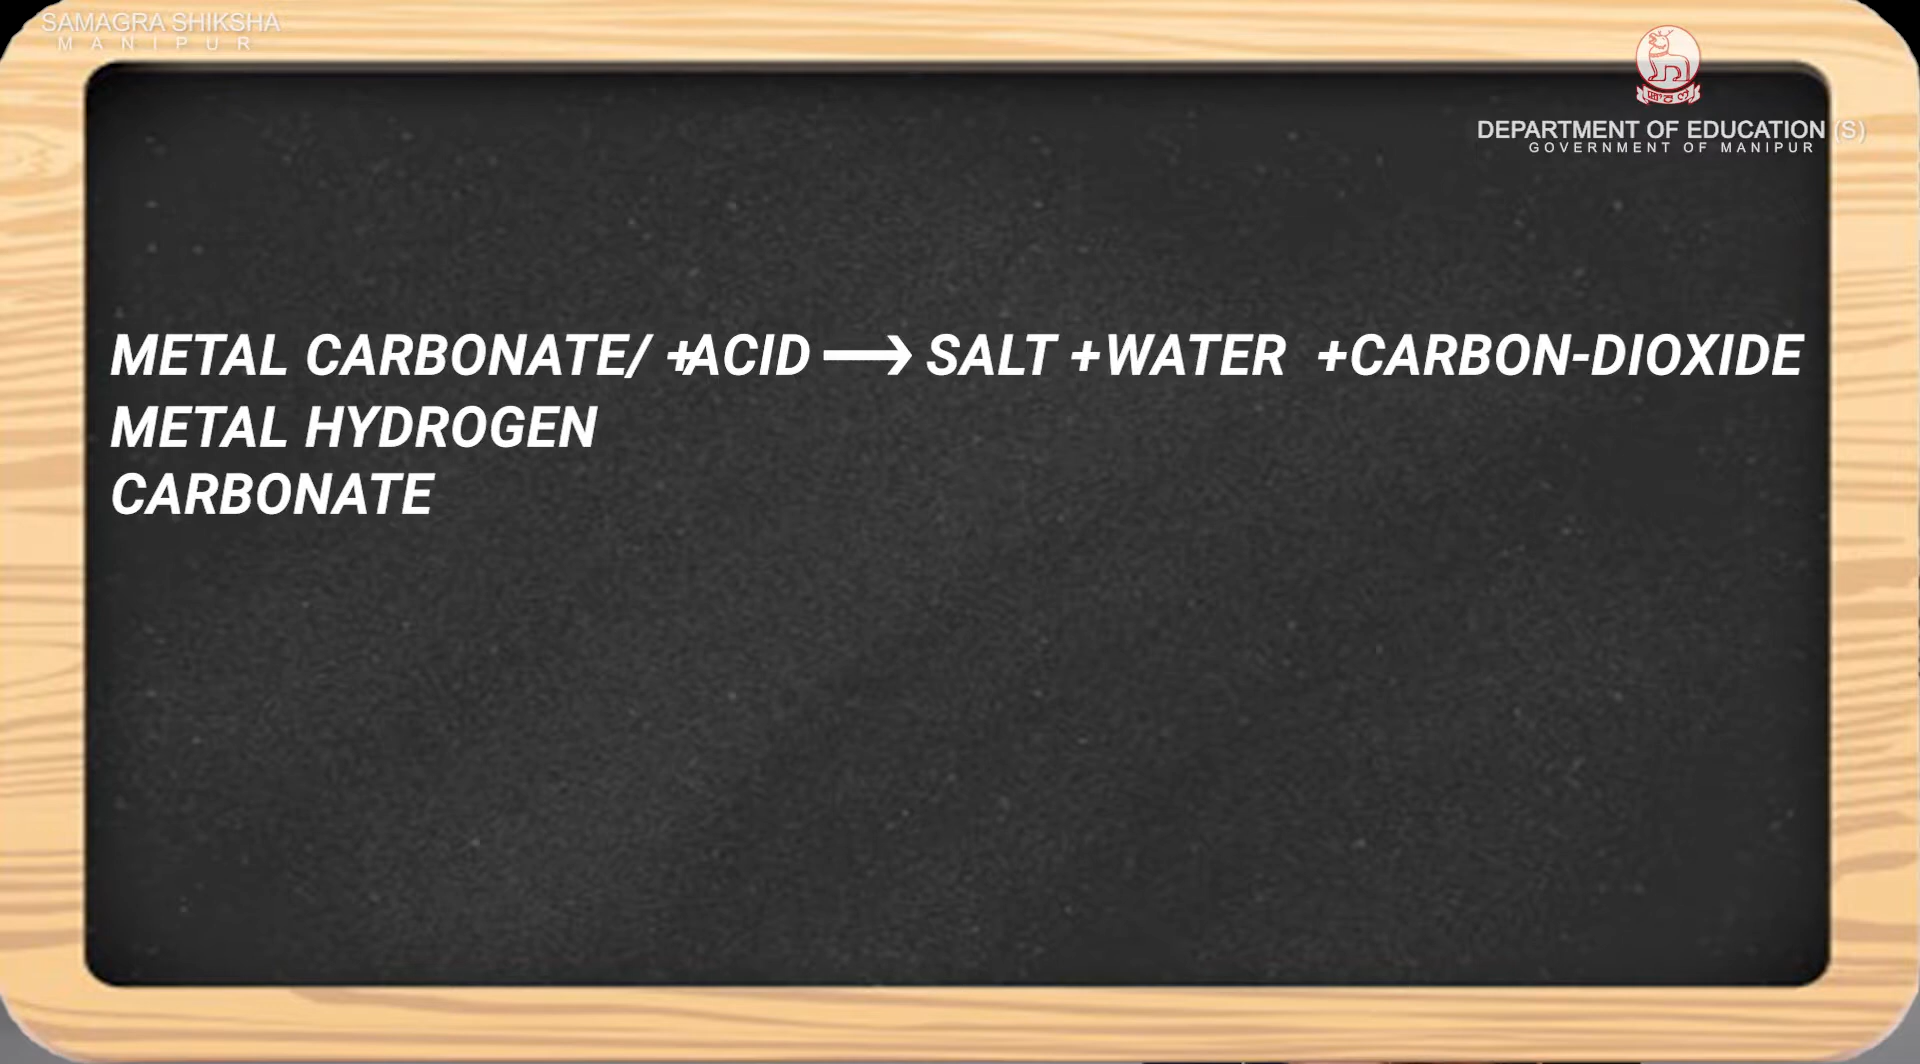 SAMAGRA SHIKSHA
MANIPUR
DEPARTMENT OF EDUCATION (S)
GOVERNMENT OF MANIPUR
METAL CARBONATE/ +ACID ⟶ SALT +WATER +CARBON-DIOXIDE
METAL HYDROGEN
CARBONATE